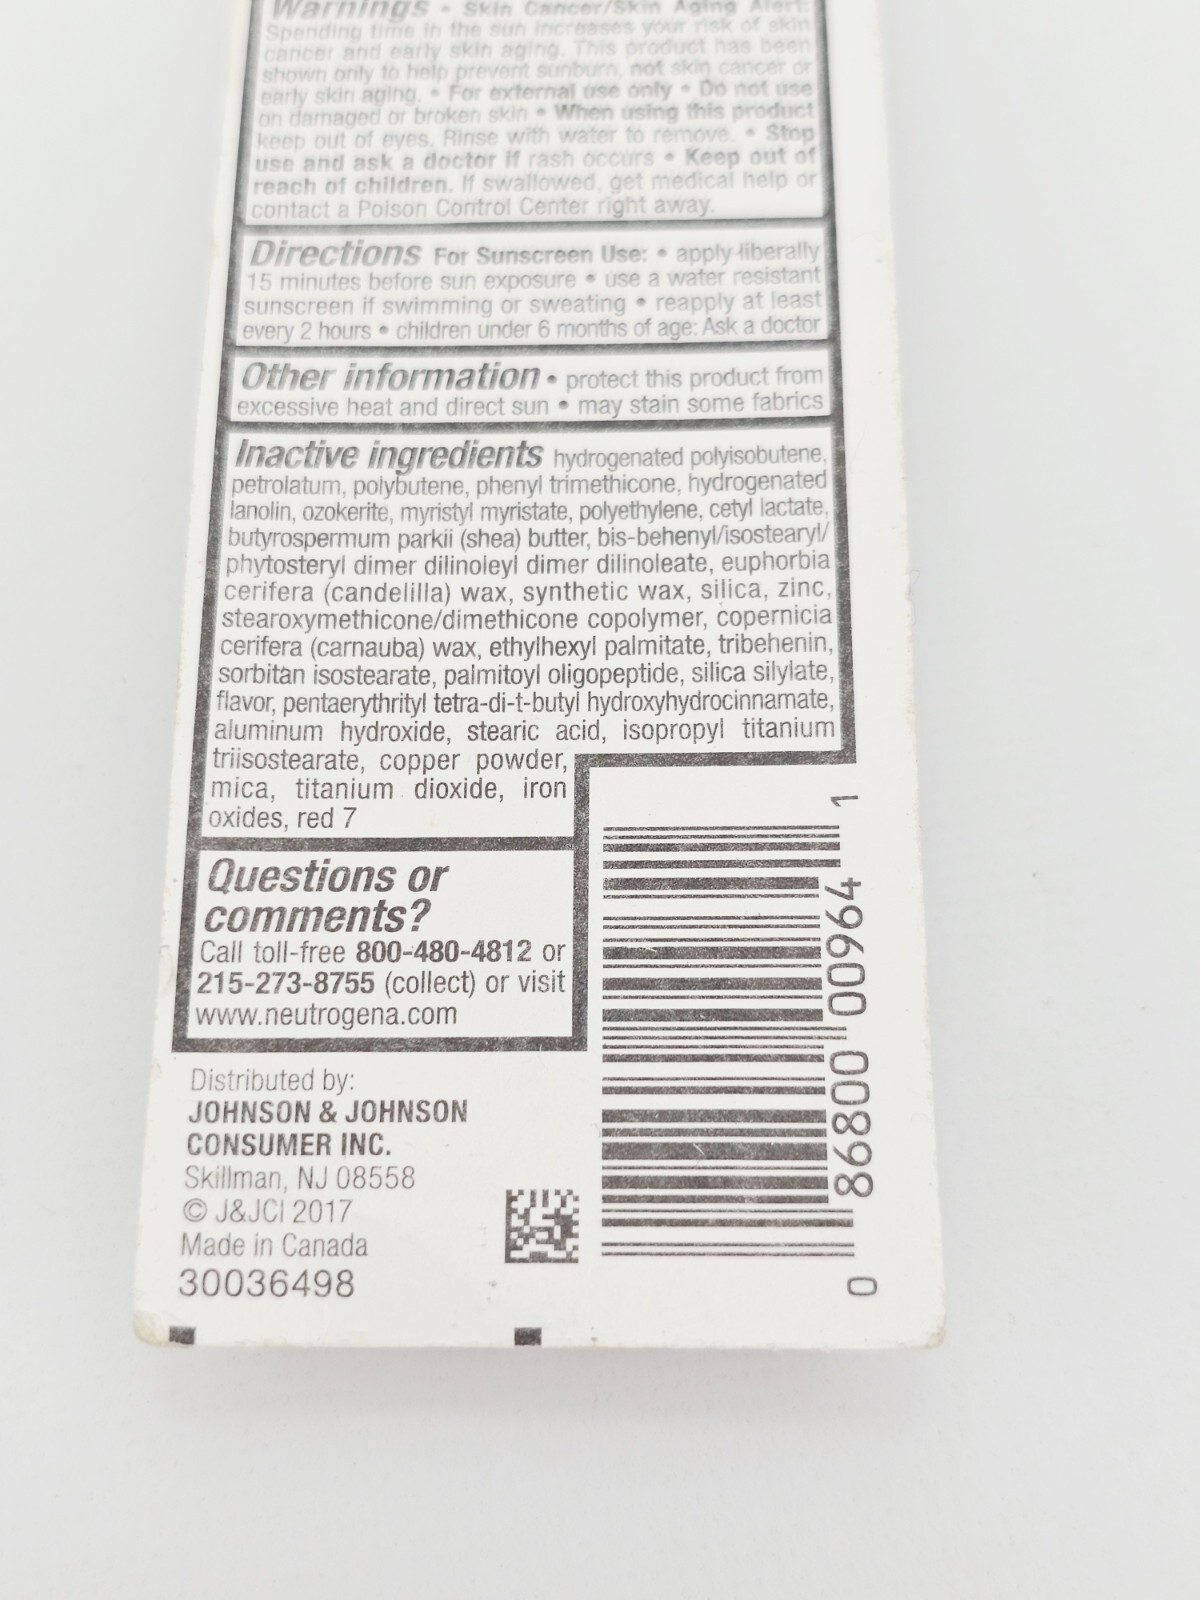 Warnings • Skin Cancer/Skin Aging Alert:
Spending time in the sun increases your risk of skin
cancer and early skin aging. This product has been
shown only to help prevent sunburn, not skin cancer or
early skin aging. • For external use only • Do not use
on damaged or broken skin • When using this product
keep out of eyes. Rinse with water to remove. • Stop
use and ask a doctor if rash occurs • Keep out of
reach of children. If swallowed, get medical help or
contact a Poison Control Center right away.
Directions For Sunscreen Use: • apply liberally
15 minutes before sun exposure • use a water resistant
sunscreen if swimming or sweating • reapply at least
every 2 hours • children under 6 months of age: Ask a doctor
Other information • protect this product from
excessive heat and direct sun • may stain some fabrics
Inactive ingredients hydrogenated polyisobutene,
petrolatum, polybutene, phenyl trimethicone, hydrogenated
lanolin, ozokerite, myristyl myristate, polyethylene, cetyl lactate,
butyrospermum parkii (shea) butter, bis-behenyl/isostearyl/
phytosteryl dimer dilinoleyl dimer dilinoleate, euphorbia
cerifera (candelilla) wax, synthetic wax, silica, zinc,
stearoxymethicone/dimethicone copolymer, copernicia
cerifera (carnauba) wax, ethylhexyl palmitate, tribehenin,
sorbitan isostearate, palmitoyl oligopeptide, silica silylate,
flavor, pentaerythrityl tetra-di-t-butyl hydroxyhydrocinnamate,
aluminum hydroxide, stearic acid, isopropyl titanium
triisostearate, copper powder,
mica, titanium dioxide, iron
oxides, red 7
Questions or
comments?
Call toll-free 800-480-4812 or
215-273-8755 (collect) or visit
www.neutrogena.com
Distributed by:
JOHNSON & JOHNSON
CONSUMER INC.
Skillman, NJ 08558
© J&JCI 2017
Made in Canada
30036498
0 86800 00964 1